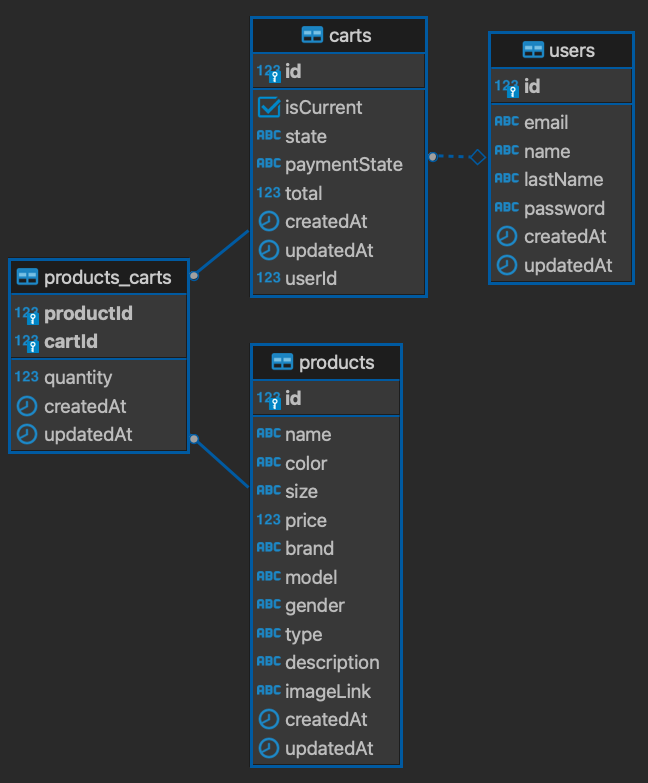 carts
123 id
isCurrent
ABC state
ABC paymentState
123 total
createdAt
updatedAt
123 userId
users
123 id
ABC email
ABC name
ABC lastName
ABC password
createdAt
updatedAt
products_carts
123 productId
123 cartId
123 quantity
createdAt
updatedAt
products
123 id
ABC name
ABC color
ABC size
123 price
ABC brand
ABC model
ABC gender
ABC type
ABC description
ABC imageLink
createdAt
updatedAt